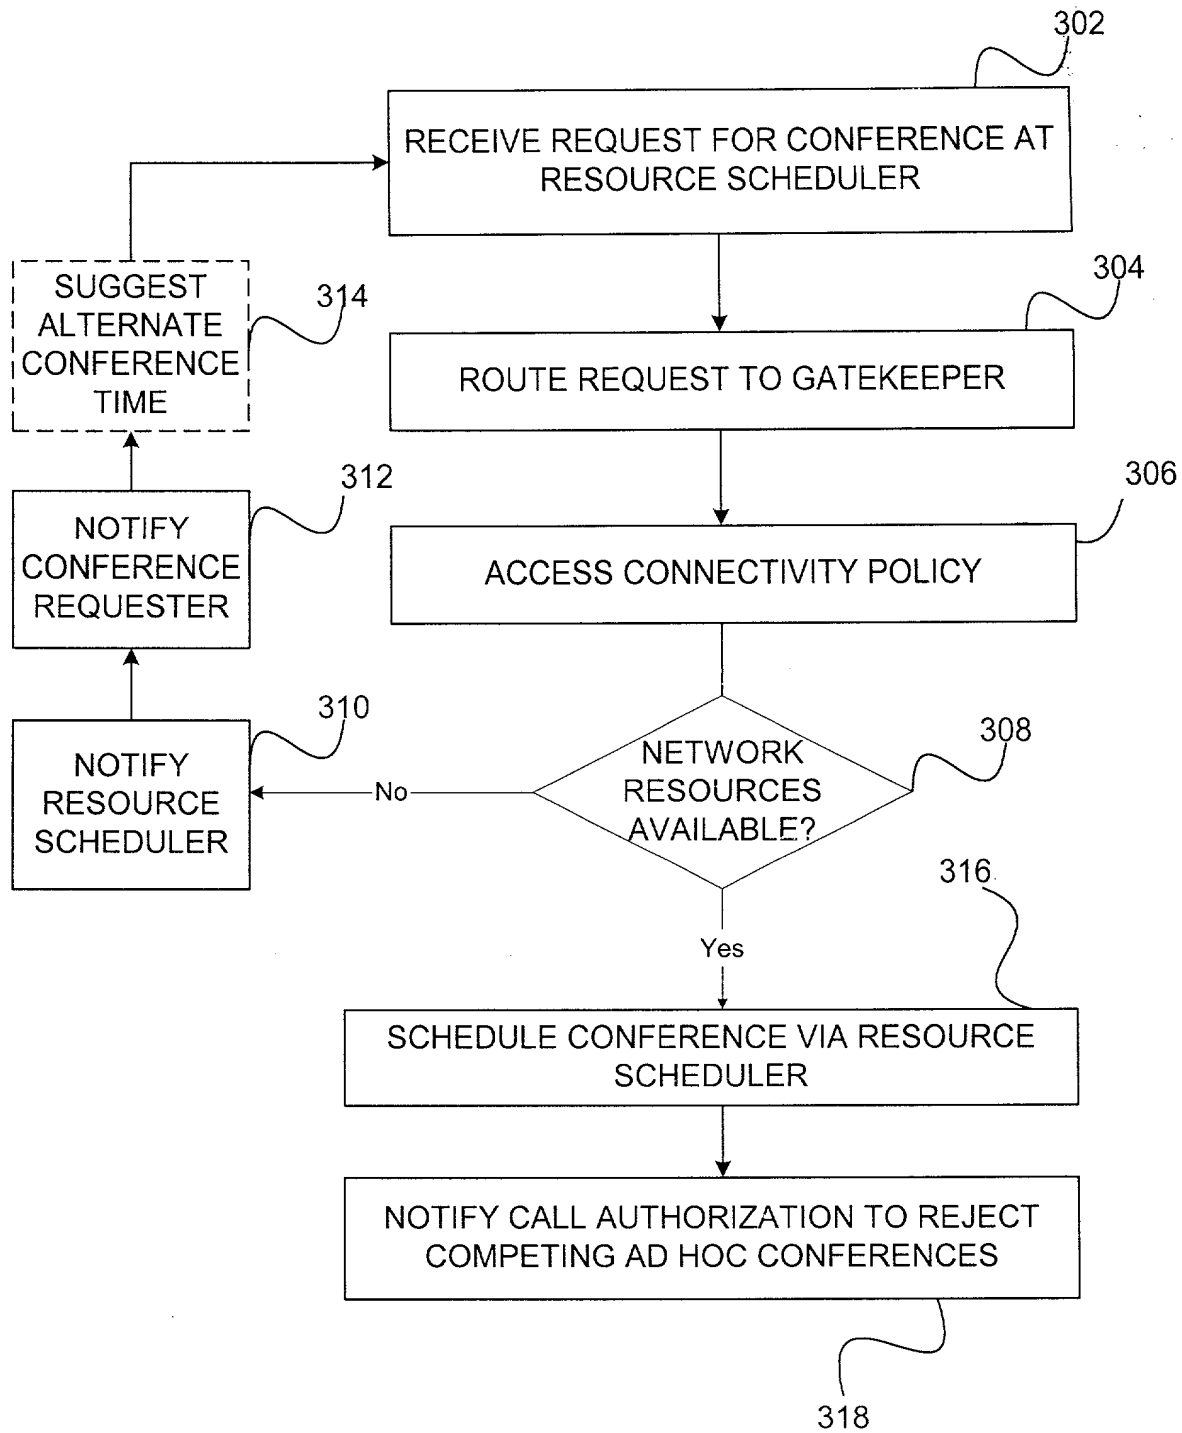 302
RECEIVE REQUEST FOR CONFERENCE AT
RESOURCE SCHEDULER
304
ROUTE REQUEST TO GATEKEEPER
306
ACCESS CONNECTIVITY POLICY
308
NETWORK
RESOURCES
AVAILABLE?
No
310
NOTIFY
RESOURCE
SCHEDULER
312
NOTIFY
CONFERENCE
REQUESTER
314
SUGGEST
ALTERNATE
CONFERENCE
TIME
Yes
316
SCHEDULE CONFERENCE VIA RESOURCE
SCHEDULER
NOTIFY CALL AUTHORIZATION TO REJECT
COMPETING AD HOC CONFERENCES
318